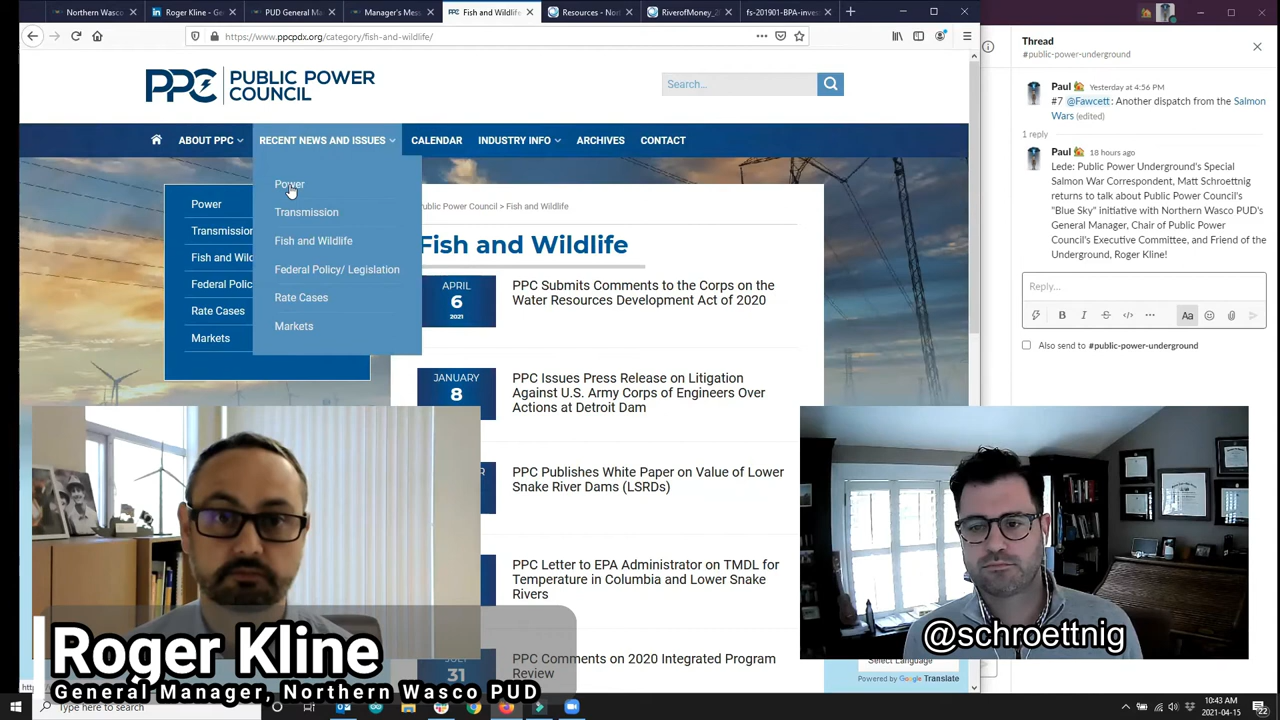 Northern Wasco
Roger Kline - Ge
PUD General Ma
Manager's Mess
Fish and Wildlife
Resources - Nor
RiverofMoney_20
fs-201901-BPA-inves
https://www.ppcpdx.org/category/fish-and-wildlife/
PPC
PUBLIC POWER
COUNCIL
Search...
ABOUT PPC
RECENT NEWS AND ISSUES
CALENDAR
INDUSTRY INFO
ARCHIVES
CONTACT
Power
Transmission
Fish and Wildlife
Federal Policy/ Legislation
Rate Cases
Markets
Power
Transmission
Fish and Wild
Federal Polic
Rate Cases
Markets
ublic Power Council > Fish and Wildlife
Fish and Wildlife
APRIL
6
2021
PPC Submits Comments to the Corps on the
Water Resources Development Act of 2020
JANUARY
8
PPC Issues Press Release on Litigation
Against U.S. Army Corps of Engineers Over
Actions at Detroit Dam
PPC Publishes White Paper on Value of Lower
Snake River Dams (LSRDs)
PPC Letter to EPA Administrator on TMDL for
Temperature in Columbia and Lower Snake
Rivers
31
PPC Comments on 2020 Integrated Program
Review
Select Language
Powered by Google Translate
Thread
#public-power-underground
Paul Yesterday at 4:56 PM
#7 @Fawcett: Another dispatch from the Salmon
Wars (edited)
1 reply
Paul 18 hours ago
Lede: Public Power Underground's Special
Salmon War Correspondent, Matt Schroettnig
returns to talk about Public Power Council's
"Blue Sky" initiative with Northern Wasco PUD's
General Manager, Chair of Public Power
Council's Executive Committee, and Friend of the
Underground, Roger Kline!
Reply...
B I S </> Aa
Also send to #public-power-underground
Roger Kline
General Manager, Northern Wasco PUD
@schroettnig
Type here to search
10:43 AM
2021-04-15
22